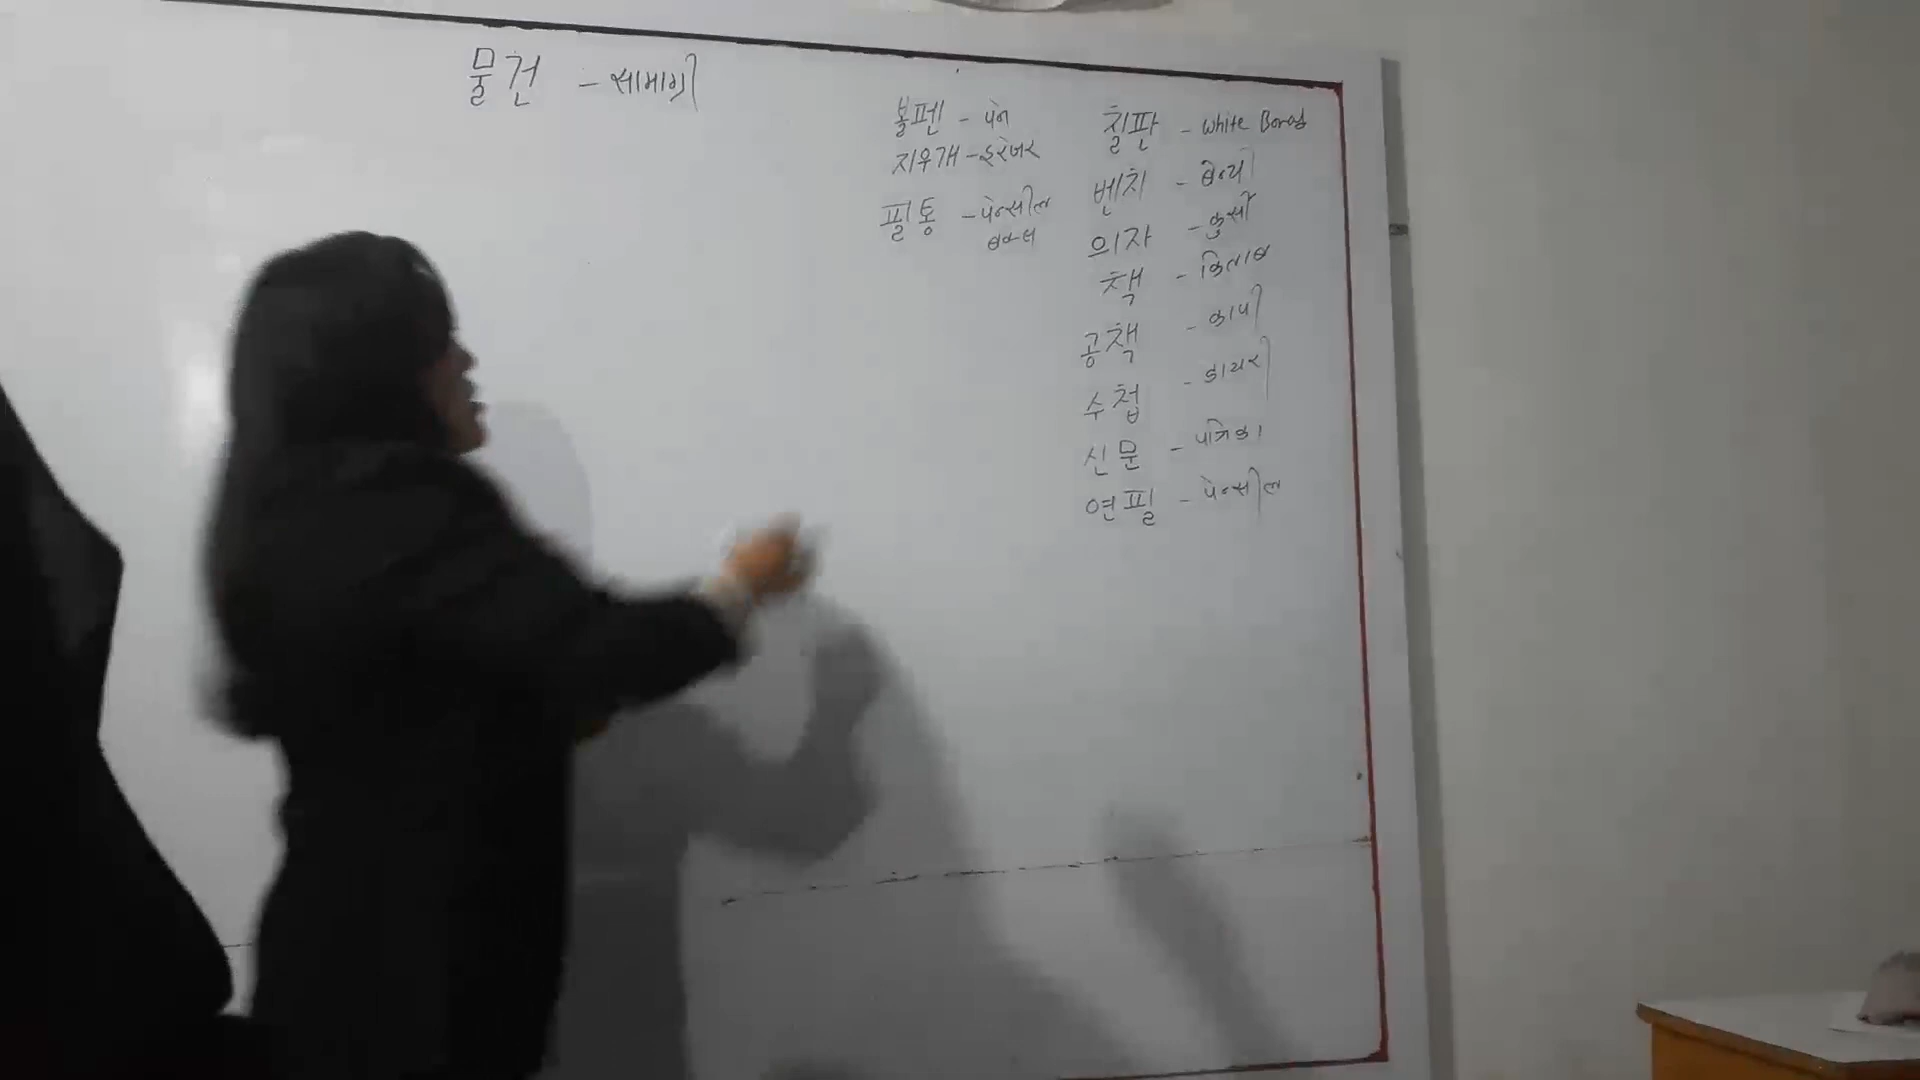 물건 - सामाग्री
볼펜 - पेन
지우개 - इरेजर
필통 - पेन्सील
बक्स
칠판 - White Borad
벤치 - बेन्ची
의자 - कुर्सी
책 - किताब
공책 - कापी
수첩 - डायरी
신문 - पत्रिका
연필 - पेन्सील